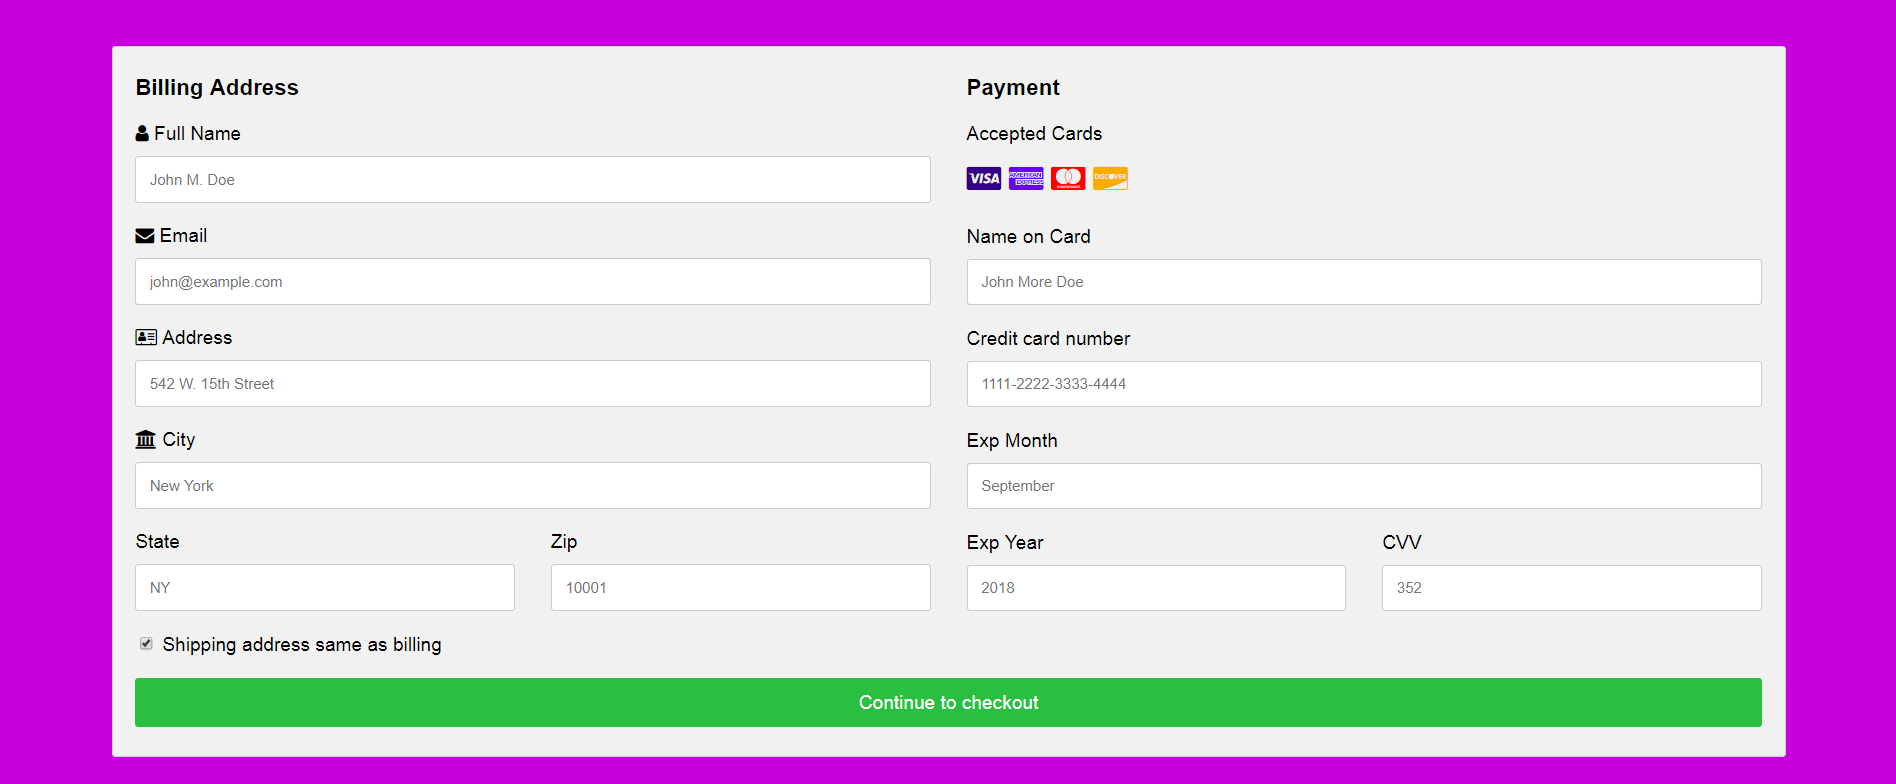 Billing Address
Full Name
John M. Doe
Email
john@example.com
Address
542 W. 15th Street
City
New York
State Zip
NY 10001
Shipping address same as billing
Payment
Accepted Cards
VISA AMERICAN EXPRESS mastercard DISCOVER
Name on Card
John More Doe
Credit card number
1111-2222-3333-4444
Exp Month
September
Exp Year CVV
2018 352
Continue to checkout